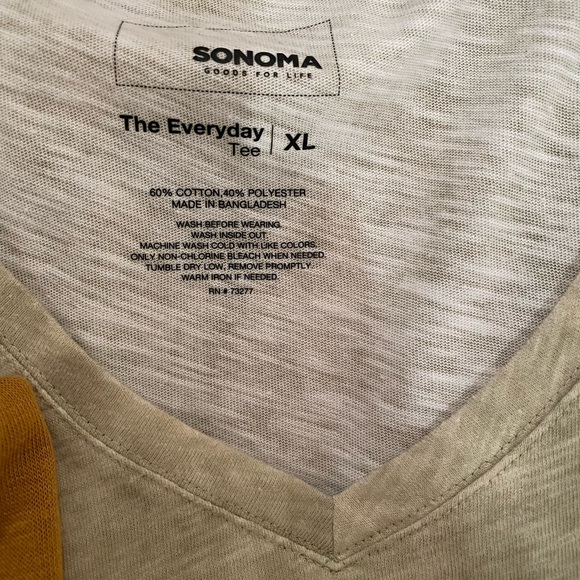 SONOMA
GOODS FOR LIFE
The Everyday
Tee | XL
60% COTTON,40% POLYESTER
MADE IN BANGLADESH
WASH BEFORE WEARING.
WASH INSIDE OUT.
MACHINE WASH COLD WITH LIKE COLORS.
ONLY NON-CHLORINE BLEACH WHEN NEEDED.
TUMBLE DRY LOW, REMOVE PROMPTLY.
WARM IRON IF NEEDED.
RN # 73277